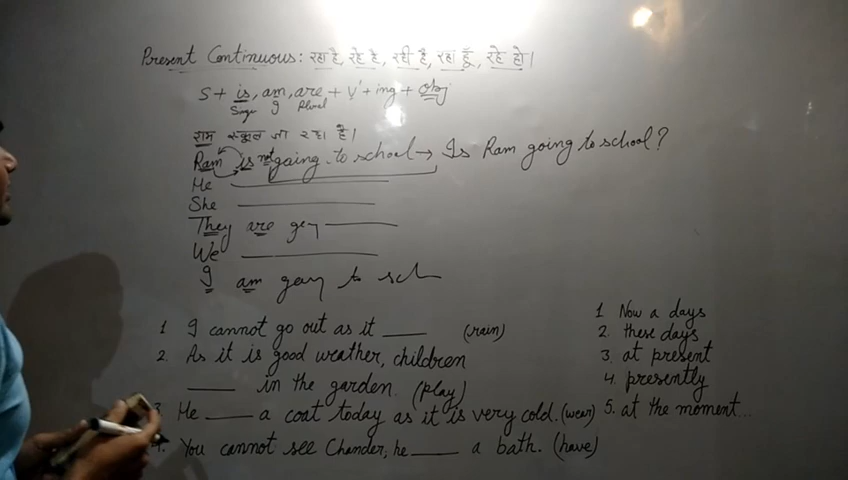 Present Continuous: रहा है, रहे है, रही है, रहा हूँ, रहे हो।
S + is, am, are + V' + ing + obj
I Plural
राम स्कूल जा रहा है।
Ram is not going to school → Is Ram going to school?
He
She
They are
We
I am to sch
1 I cannot go out as it ____ (rain)
2. As it is good weather, children
____ in the garden. (play)
3. He ____ a coat today as it is very cold. (wear)
4. You cannot see Chander, he ____ a bath. (have)
1 Now a days
2. these days
3, at present
4. presently
5. at the moment...